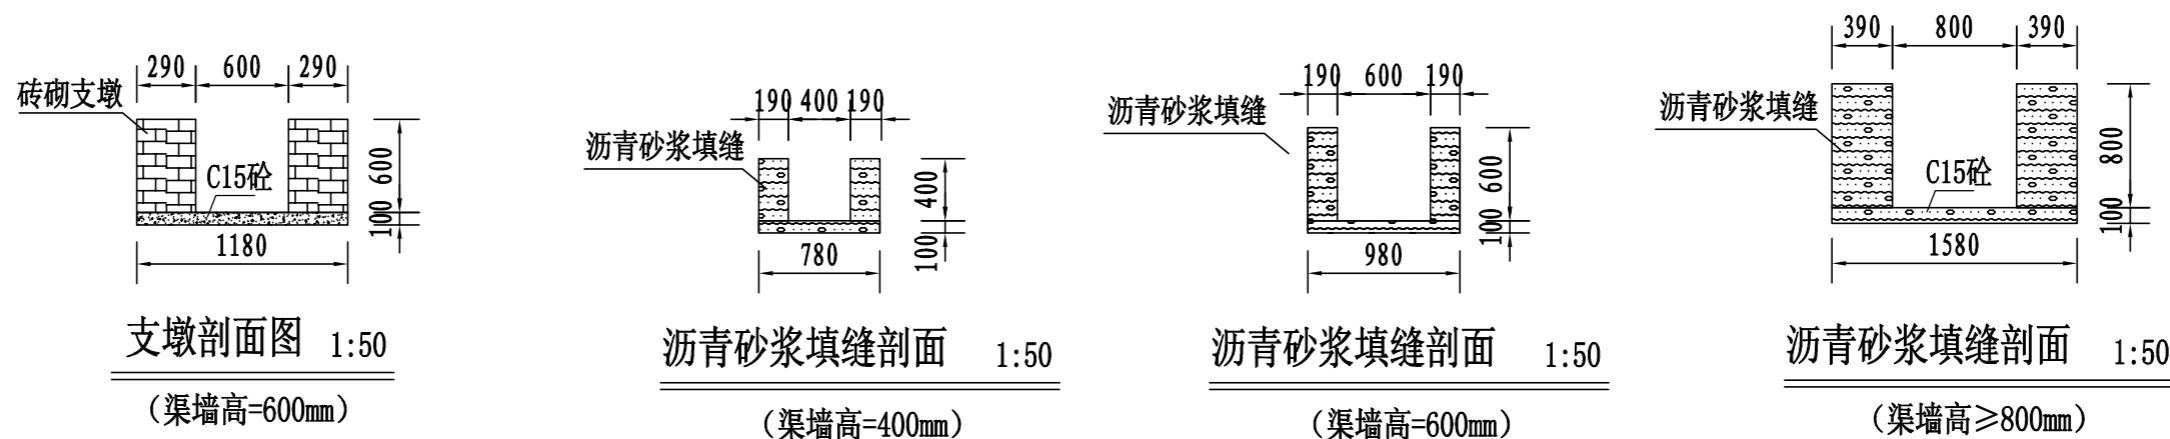 290 600 290
砖砌支墩
C15砼
600
100
1180
支墩剖面图 1:50
（渠墙高=600mm）
190 400 190
沥青砂浆填缝
400
100
780
沥青砂浆填缝剖面 1:50
（渠墙高=400mm）
190 600 190
沥青砂浆填缝
600
100
980
沥青砂浆填缝剖面 1:50
（渠墙高=600mm）
390 800 390
沥青砂浆填缝
C15砼
800
100
1580
沥青砂浆填缝剖面 1:50
（渠墙高≥800mm）